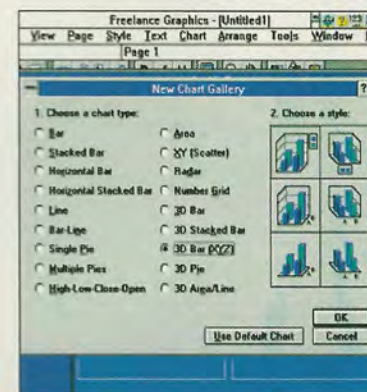 Freelance Graphics - [Untitled1]
View Page Style Text Chart Arrange Tools Window
Page 1
New Chart Gallery ?
1. Choose a chart type:
Bar
Stacked Bar
Horizontal Bar
Horizontal Stacked Bar
Line
Bar-Line
Single Pie
Multiple Pies
High-Low-Close-Open
Area
XY (Scatter)
Radar
Number Grid
3D Bar
3D Stacked Bar
3D Bar (XYZ)
3D Pie
3D Area/Line
2. Choose a style:
OK
Use Default Chart Cancel